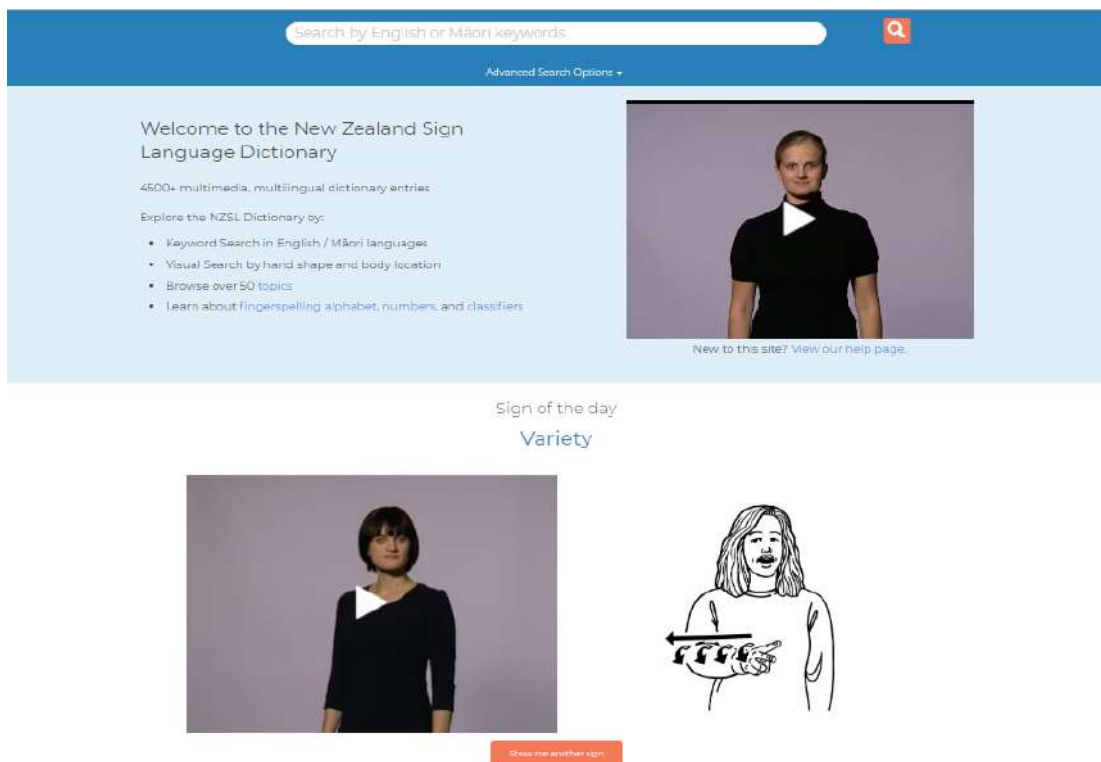 Search by English or Māori keywords
Advanced Search Options
Welcome to the New Zealand Sign
Language Dictionary
4500+ multimedia, multilingual dictionary entries
Explore the NZSL Dictionary by:
• Keyword Search in English / Māori languages
• Visual Search by hand shape and body location
• Browse over 50 topics
• Learn about fingerspelling alphabet, numbers, and classifiers
New to this site? View our help page.
Sign of the day
Variety
Show me another sign